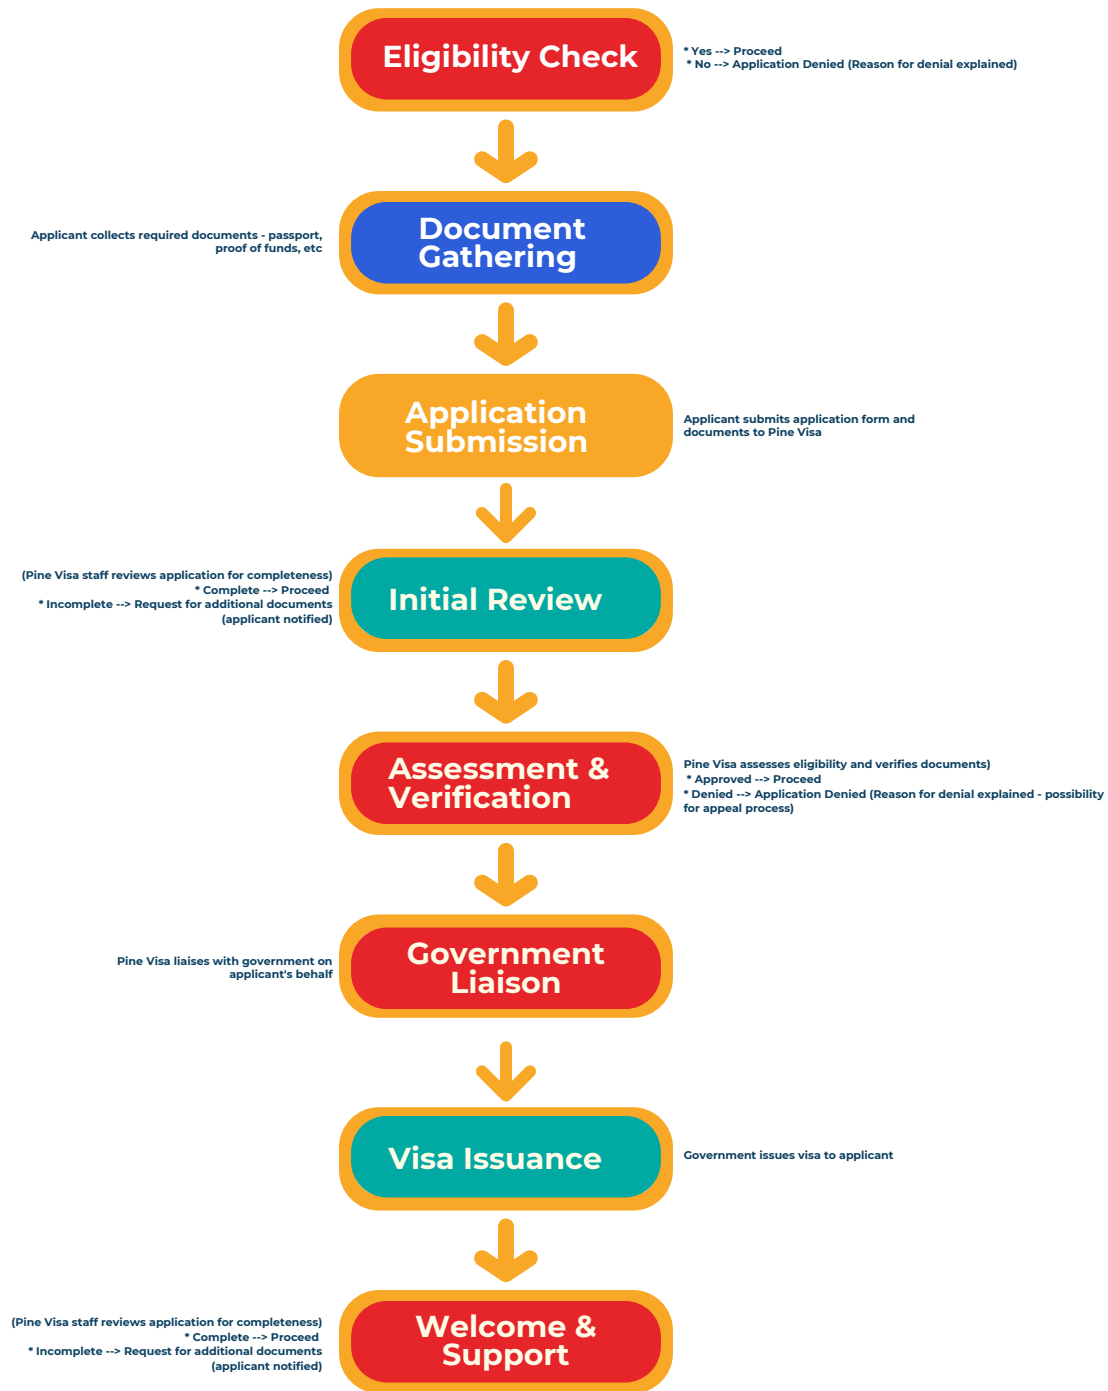 Eligibility Check
* Yes --> Proceed
* No --> Application Denied (Reason for denial explained)
Applicant collects required documents - passport,
proof of funds, etc
Document
Gathering
Application
Submission
Applicant submits application form and
documents to Pine Visa
(Pine Visa staff reviews application for completeness)
* Complete --> Proceed
* Incomplete --> Request for additional documents
(applicant notified)
Initial Review
Assessment &
Verification
Pine Visa assesses eligibility and verifies documents)
* Approved --> Proceed
* Denied --> Application Denied (Reason for denial explained - possibility
for appeal process)
Pine Visa liaises with government on
applicant's behalf
Government
Liaison
Visa Issuance
Government issues visa to applicant
(Pine Visa staff reviews application for completeness)
* Complete --> Proceed
* Incomplete --> Request for additional documents
(applicant notified)
Welcome &
Support